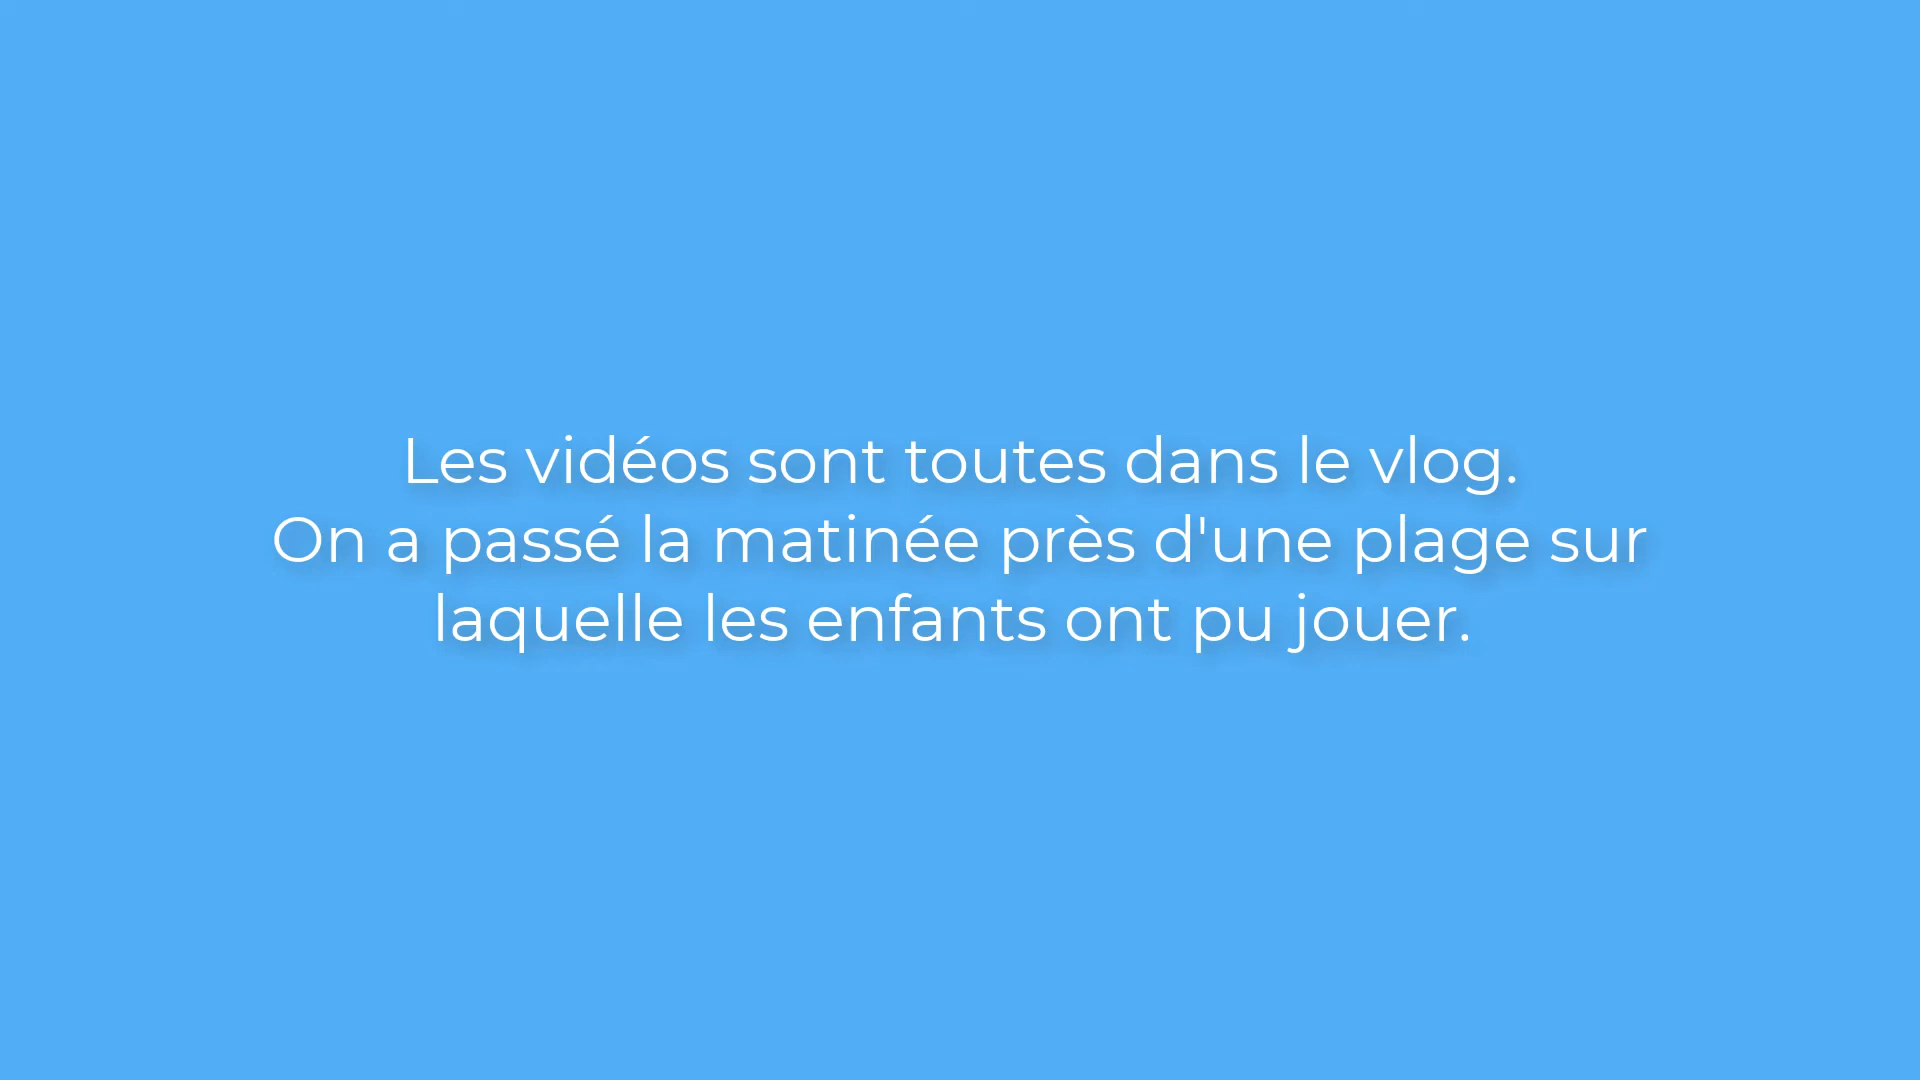 Les vidéos sont toutes dans le vlog.
On a passé la matinée près d'une plage sur
laquelle les enfants ont pu jouer.